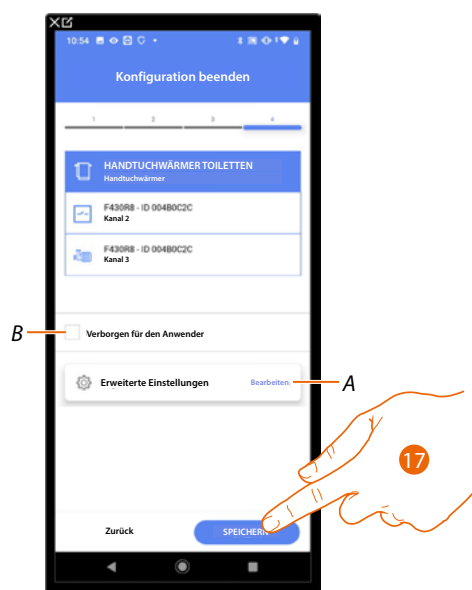 10:54
Konfiguration beenden
1 2 3 4
HANDTUCHWÄRMER TOILETTEN
Handtuchwärmer
F430R8 - ID 004B0C2C
Kanal 2
F430R8 - ID 004B0C2C
Kanal 3
B
Verborgen für den Anwender
Erweiterte Einstellungen Bearbeiten
A
17
Zurück SPEICHERN